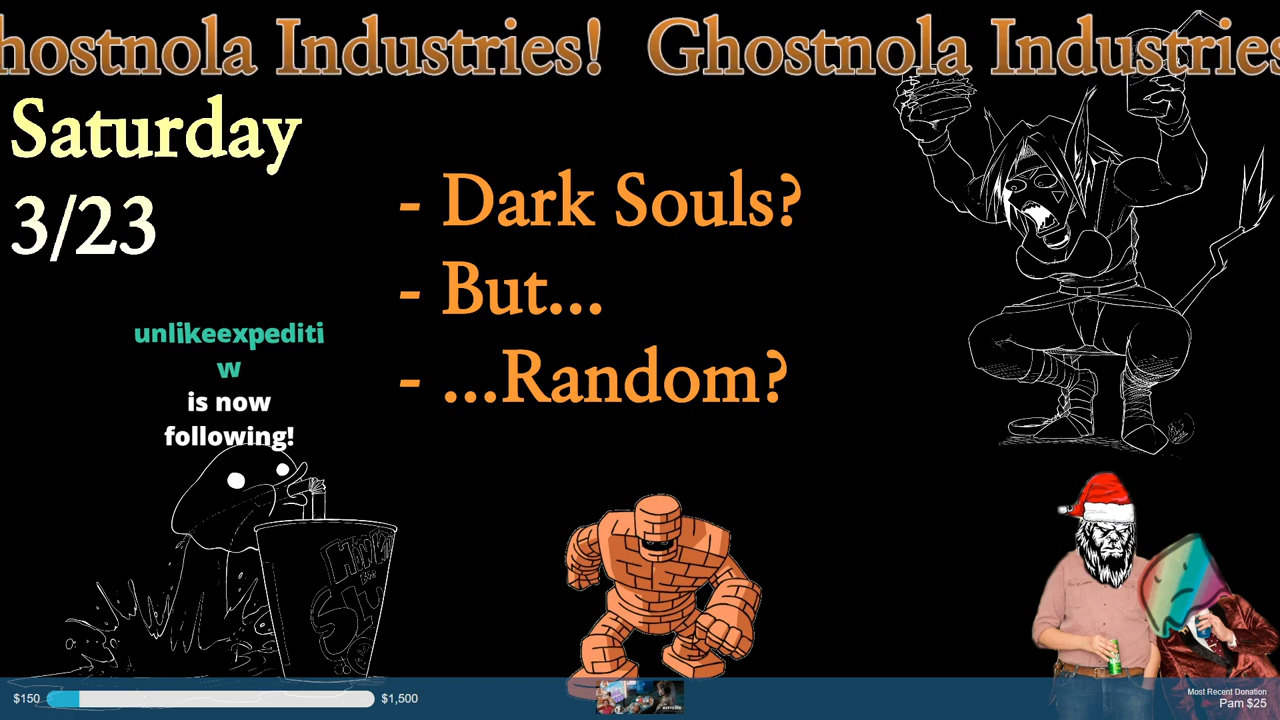 hostnola Industries! Ghostnola Industries
Saturday
3/23
- Dark Souls?
- But...
- ...Random?
unlikeexpediti
w
is now
following!
$150
$1,500
Most Recent Donation
Pam $25